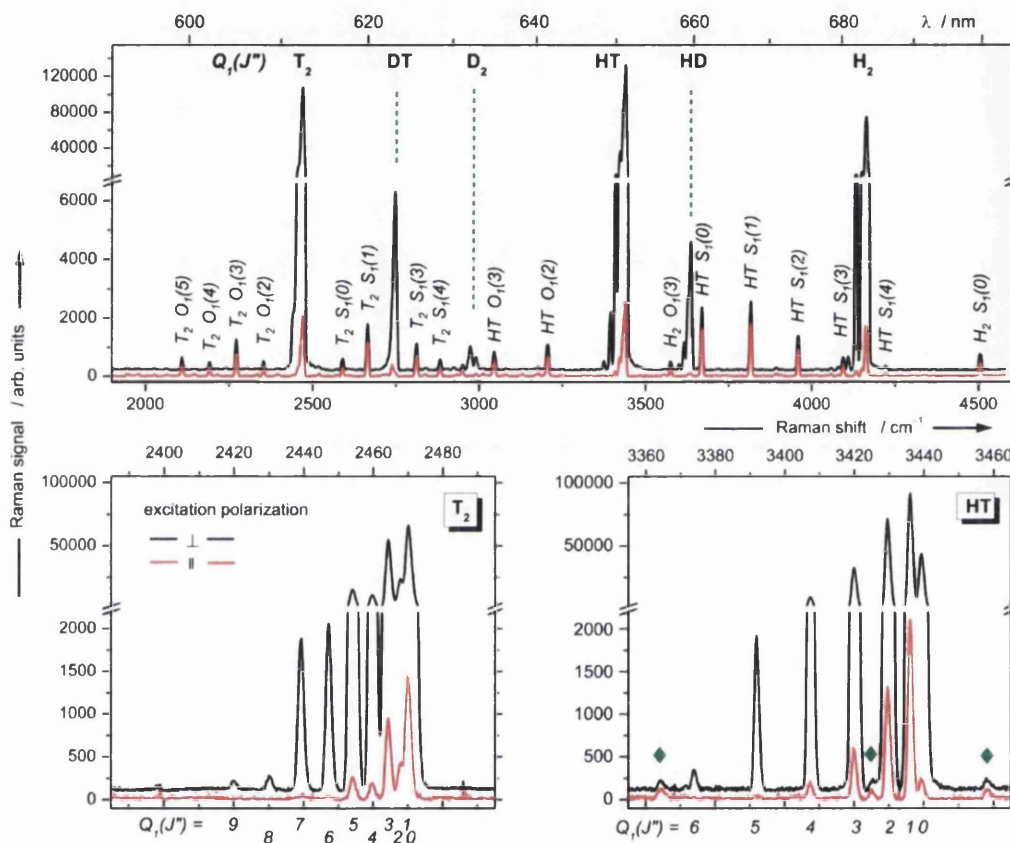 600 620 640 660 680 λ / nm
Q₁(J") T₂ DT D₂ HT HD H₂
120000
80000
40000
6000
4000
2000
0
T₂ O₁(5)
T₂ O₁(4)
T₂ O₁(3)
T₂ O₁(2)
T₂ S₁(0)
T₂ S₁(1)
T₂ S₁(3)
T₂ S₁(4)
HT O₁(3)
HT O₁(2)
H₂ O₁(3)
HT S₁(0)
HT S₁(1)
HT S₁(2)
HT S₁(3)
HT S₁(4)
H₂ S₁(0)
2000 2500 3000 3500 4000 4500
Raman shift / cm⁻¹
Raman signal / arb. units
2400 2420 2440 2460 2480
100000
50000
2000
1500
1000
500
0
excitation polarization
⊥
||
T₂
Q₁(J") = 9 8 7 6 5 4 3 2 1 0
3360 3380 3400 3420 3440 3460
100000
50000
2000
1500
1000
500
0
HT
Q₁(J") = 6 5 4 3 2 1 0